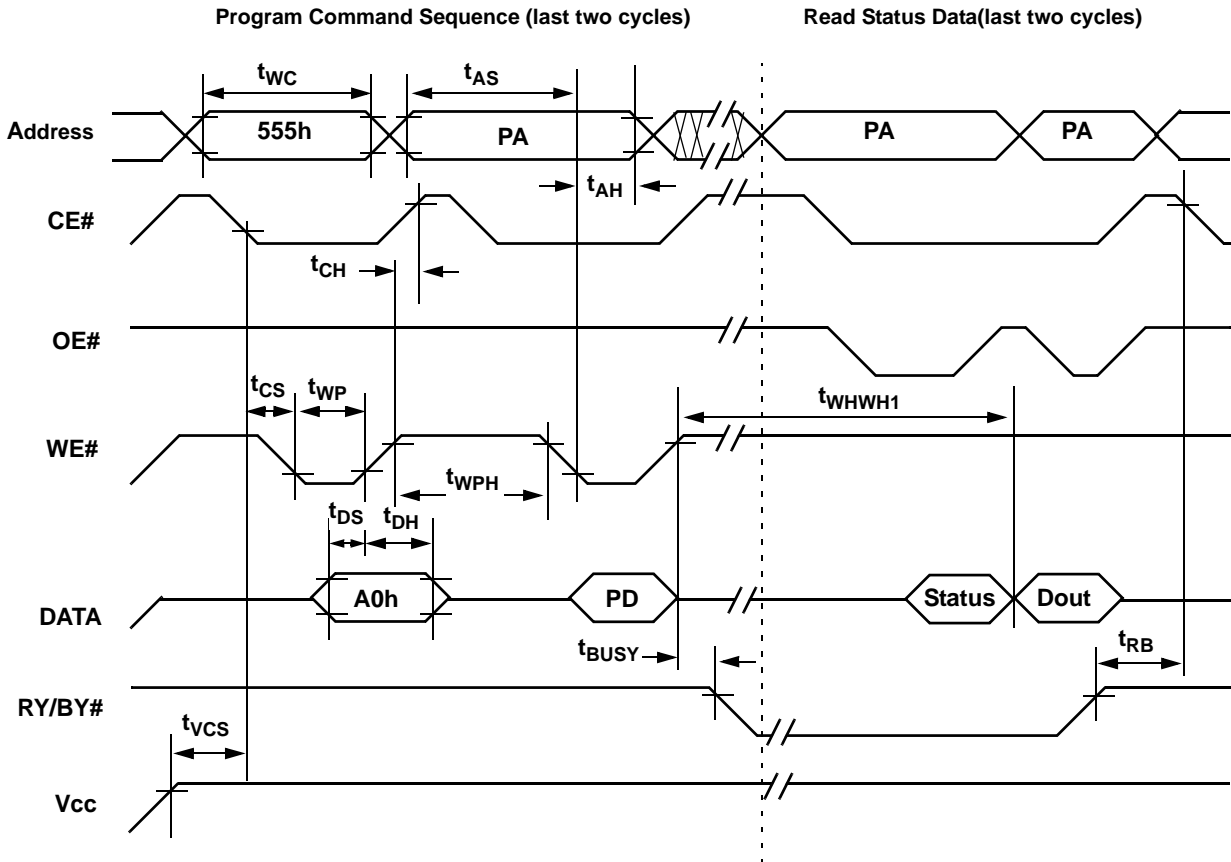 Program Command Sequence (last two cycles)
Read Status Data(last two cycles)
tWC
tAS
Address
555h
PA
PA
PA
tAH
CE#
tCH
OE#
tCS
tWP
tWHWH1
WE#
tWPH
tDS
tDH
DATA
A0h
PD
Status
Dout
tBUSY
tRB
RY/BY#
tVCS
Vcc